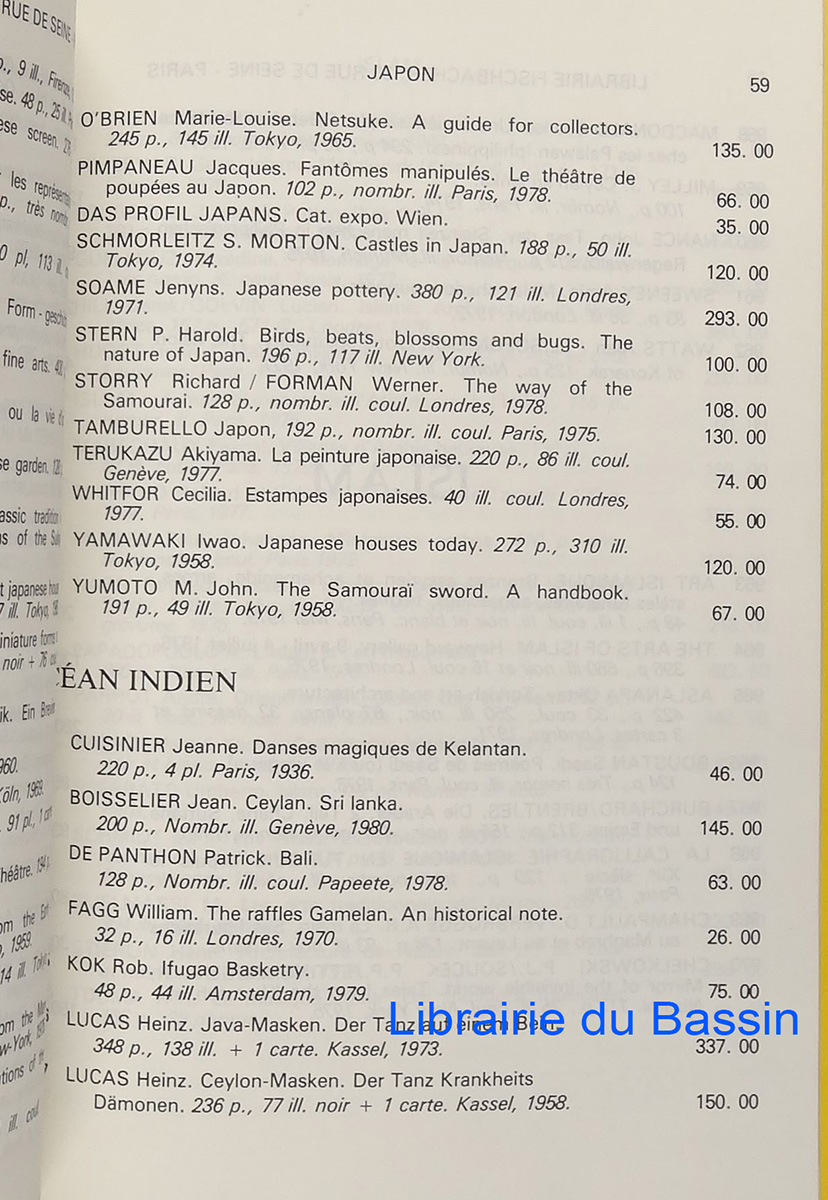 RUE DE SEINE
JAPON
59
O'BRIEN Marie-Louise. Netsuke. A guide for collectors.
245 p., 145 ill. Tokyo, 1965.
135. 00
PIMPANEAU Jacques. Fantômes manipulés. Le théâtre de
poupées au Japon. 102 p., nombr. ill. Paris, 1978.
66. 00
DAS PROFIL JAPANS. Cat. expo. Wien.
35. 00
SCHMORLEITZ S. MORTON. Castles in Japan. 188 p., 50 ill.
Tokyo, 1974.
120. 00
SOAME Jenyns. Japanese pottery. 380 p., 121 ill. Londres,
1971.
293. 00
STERN P. Harold. Birds, beats, blossoms and bugs. The
nature of Japan. 196 p., 117 ill. New York.
100. 00
STORRY Richard / FORMAN Werner. The way of the
Samourai. 128 p., nombr. ill. coul. Londres, 1978.
108. 00
TAMBURELLO Japon, 192 p., nombr. ill. coul. Paris, 1975.
130. 00
TERUKAZU Akiyama. La peinture japonaise. 220 p., 86 ill. coul.
Genève, 1977.
74. 00
WHITFOR Cecilia. Estampes japonaises. 40 ill. coul. Londres,
1977.
55. 00
YAMAWAKI Iwao. Japanese houses today. 272 p., 310 ill.
Tokyo, 1958.
120. 00
YUMOTO M. John. The Samouraï sword. A handbook.
191 p., 49 ill. Tokyo, 1958.
67. 00
ÉAN INDIEN
CUISINIER Jeanne. Danses magiques de Kelantan.
220 p., 4 pl. Paris, 1936.
46. 00
BOISSELIER Jean. Ceylan. Sri lanka.
200 p., Nombr. ill. Genève, 1980.
145. 00
DE PANTHON Patrick. Bali.
128 p., Nombr. ill. coul. Papeete, 1978.
63. 00
FAGG William. The raffles Gamelan. An historical note.
32 p., 16 ill. Londres, 1970.
26. 00
KOK Rob. Ifugao Basketry.
48 p., 44 ill. Amsterdam, 1979.
75. 00
LUCAS Heinz. Java-Masken. Der Tanz auf einem Bein.
348 p., 138 ill. + 1 carte. Kassel, 1973.
337. 00
LUCAS Heinz. Ceylon-Masken. Der Tanz Krankheits
Dämonen. 236 p., 77 ill. noir + 1 carte. Kassel, 1958.
150. 00
Librairie du Bassin